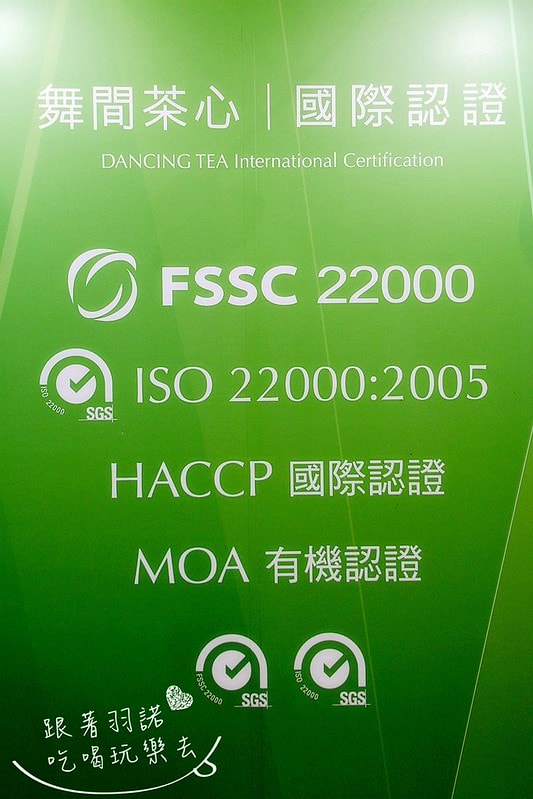 舞間茶心｜國際認證
DANCING TEA International Certification
FSSC 22000
ISO 22000
SGS
ISO 22000:2005
HACCP 國際認證
MOA 有機認證
FSSC 22000
SGS
ISO 22000
SGS
跟著羽諾
吃喝玩樂去